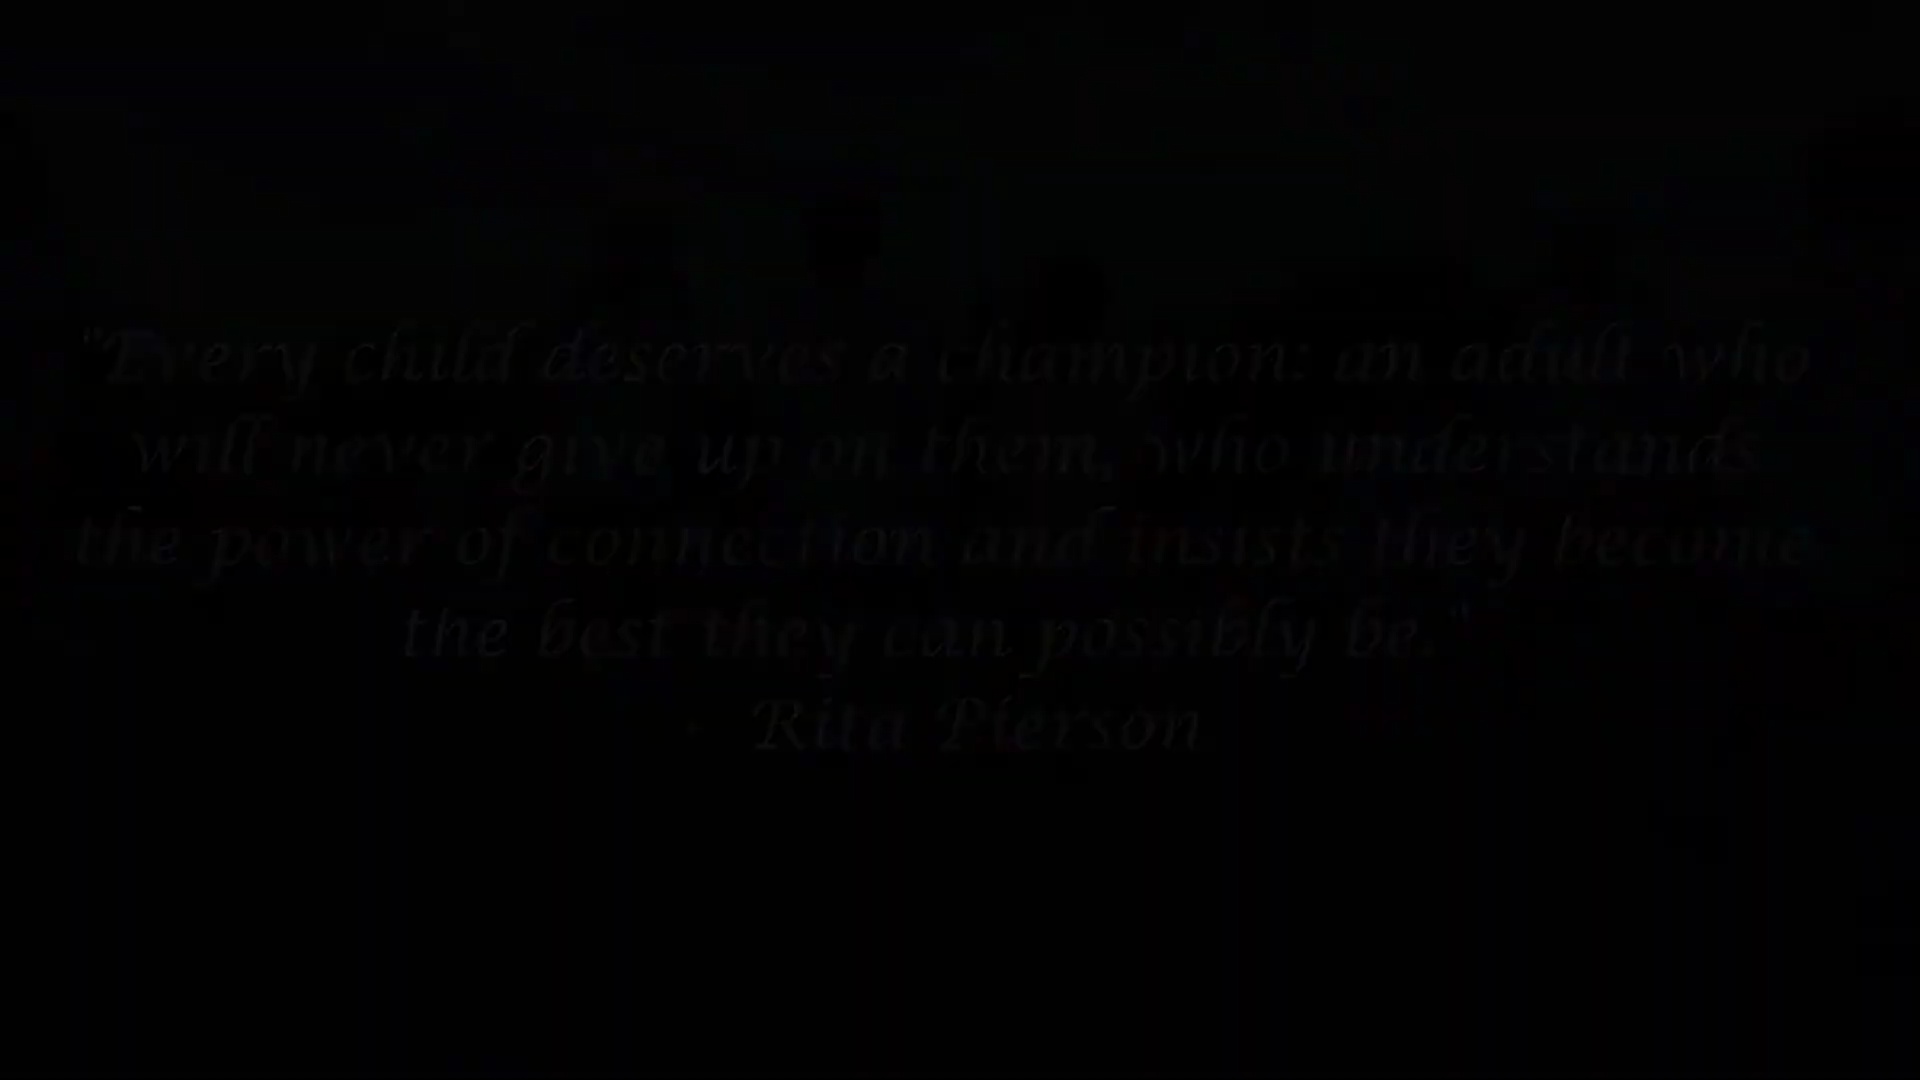 "Every child deserves a champion: an adult who
will never give up on them, who understands
the power of connection and insists they become
the best they can possibly be."
- Rita Pierson